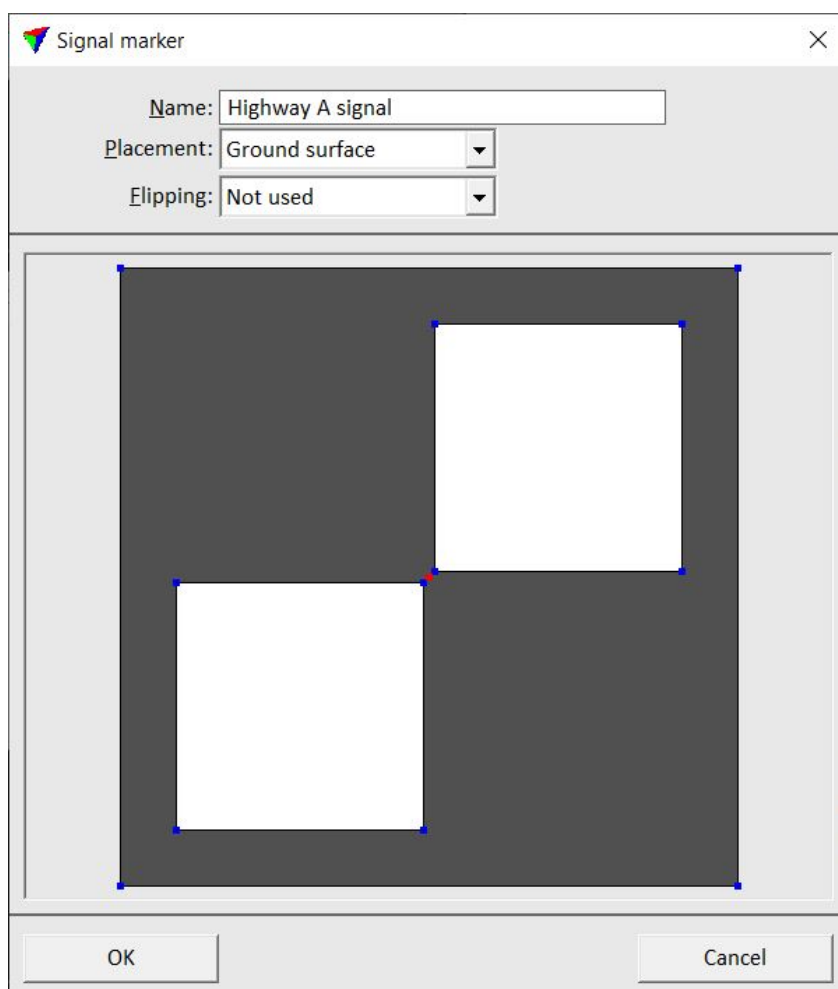 Signal marker
Name: Highway A signal
Placement: Ground surface
Flipping: Not used
OK Cancel